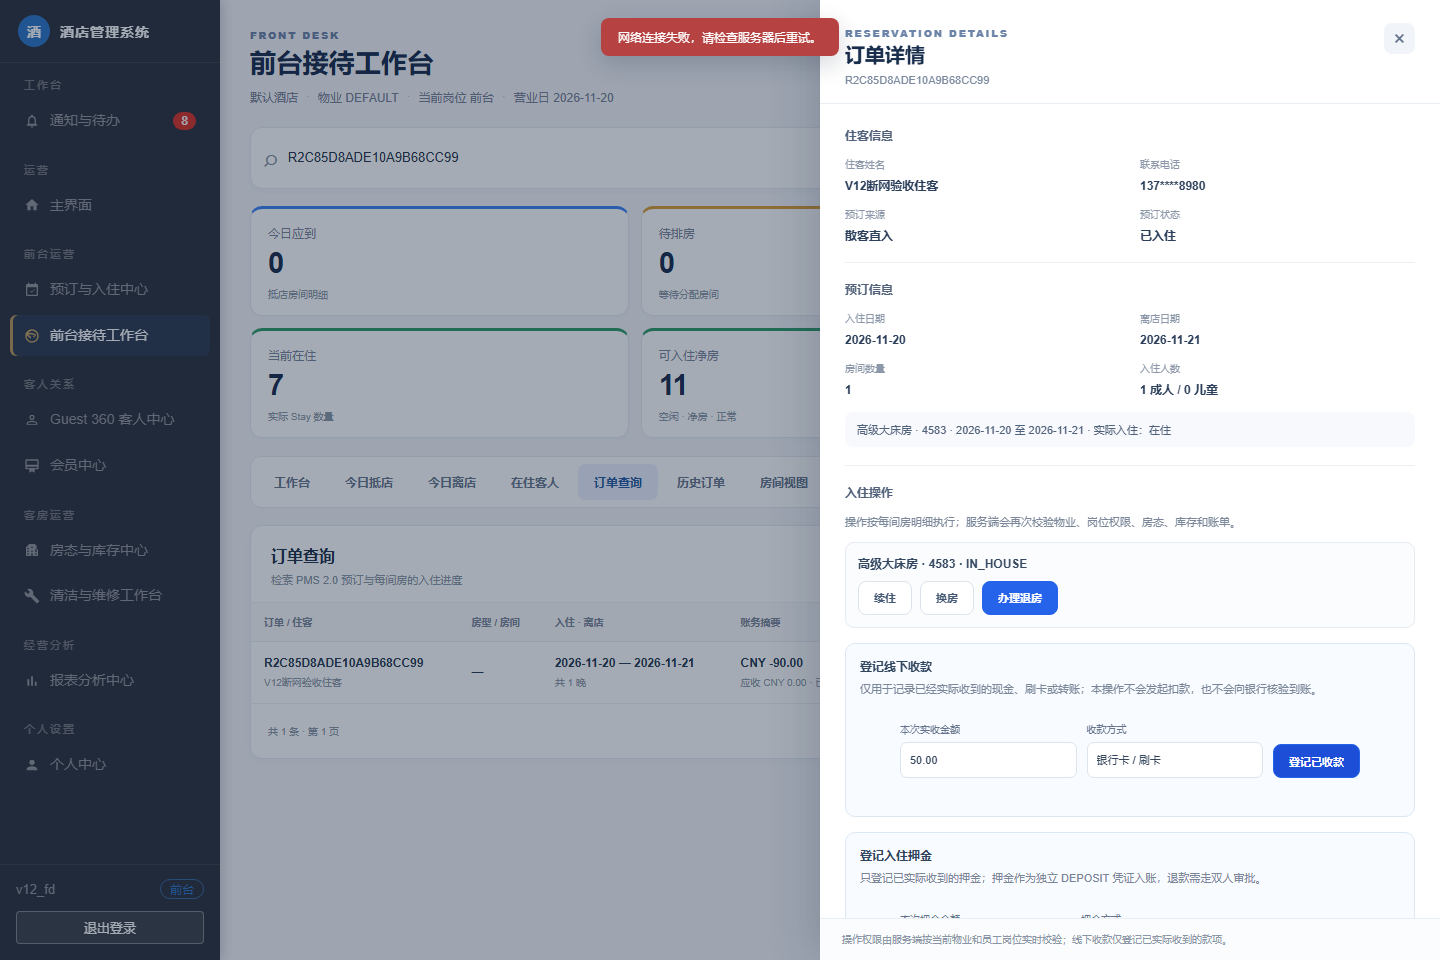 酒 酒店管理系统
工作台
通知与待办 8
运营
主界面
前台运营
预订与入住中心
前台接待工作台
客人关系
Guest 360 客人中心
会员中心
客房运营
房态与库存中心
清洁与维修工作台
经营分析
报表分析中心
个人设置
个人中心
v12_fd 前台
退出登录
FRONT DESK
前台接待工作台
默认酒店 · 物业 DEFAULT · 当前岗位 前台 · 营业日 2026-11-20
网络连接失败，请检查服务器后重试。
R2C85D8ADE10A9B68CC99
今日应到
0
抵店房间明细
待排房
0
等待分配房间
当前在住
7
实际 Stay 数量
可入住净房
11
空闲 · 净房 · 正常
工作台 今日抵店 今日离店 在住客人 订单查询 历史订单 房间视图
订单查询
检索 PMS 2.0 预订与每间房的入住进度
订单 / 住客 房型 / 房间 入住 · 离店 账务摘要
R2C85D8ADE10A9B68CC99 — 2026-11-20 — 2026-11-21 CNY -90.00
V12断网验收住客 共 1 晚 应收 CNY 0.00 ·
共 1 条 · 第 1 页
RESERVATION DETAILS
订单详情
R2C85D8ADE10A9B68CC99
×
住客信息
住客姓名 联系电话
V12断网验收住客 137****8980
预订来源 预订状态
散客直入 已入住
预订信息
入住日期 离店日期
2026-11-20 2026-11-21
房间数量 入住人数
1 1 成人 / 0 儿童
高级大床房 · 4583 · 2026-11-20 至 2026-11-21 · 实际入住：在住
入住操作
操作按每间房明细执行；服务端会再次校验物业、岗位权限、房态、库存和账单。
高级大床房 · 4583 · IN_HOUSE
续住 换房 办理退房
登记线下收款
仅用于记录已经实际收到的现金、刷卡或转账；本操作不会发起扣款，也不会向银行核验到账。
本次实收金额 收款方式
50.00 银行卡 / 刷卡 登记已收款
登记入住押金
只登记已实际收到的押金；押金作为独立 DEPOSIT 凭证入账，退款需走双人审批。
操作权限由服务端按当前物业和员工岗位实时校验；线下收款仅登记已实际收到的款项。